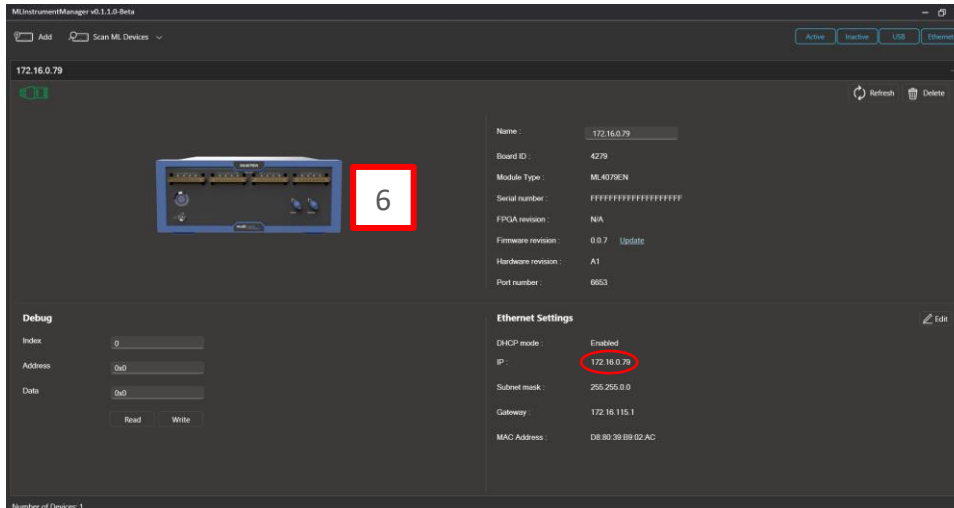 MLInstrumentManager v0.1.1.0-Beta
Add Scan ML Devices Active Inactive USB Ethernet
172.16.0.79
Refresh Delete
6
Name : 172.16.0.79
Board ID : 4279
Module Type : ML4079EN
Serial number : FFFFFFFFFFFFFFFFFFFF
FPGA revision : N/A
Firmware revision : 0.0.7 Update
Hardware revision : A1
Port number : 6653
Debug
Index 0
Address 0x0
Data 0x0
Read Write
Ethernet Settings Edit
DHCP mode : Enabled
IP : 172.16.0.79
Subnet mask : 255.255.0.0
Gateway : 172.16.115.1
MAC Address : D8:80:39:B9:02:AC
Number of Devices: 1